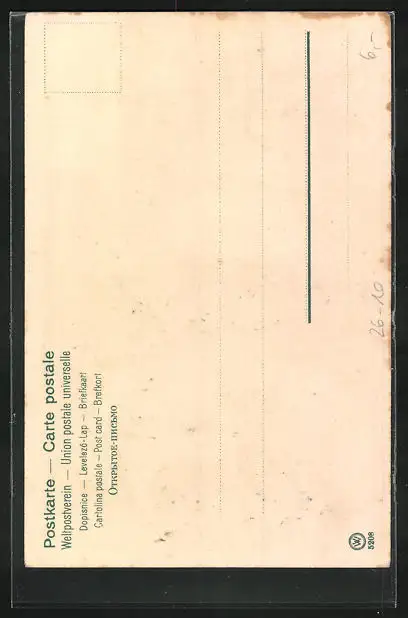 Postkarte — Carte postale
Weltpostverein — Union postale universelle
Dopisnice — Levelező-Lap — Briefkaart
Cartolina postale — Post card — Brefkort
Открытое-письмо
W
5208
6,-
26-10